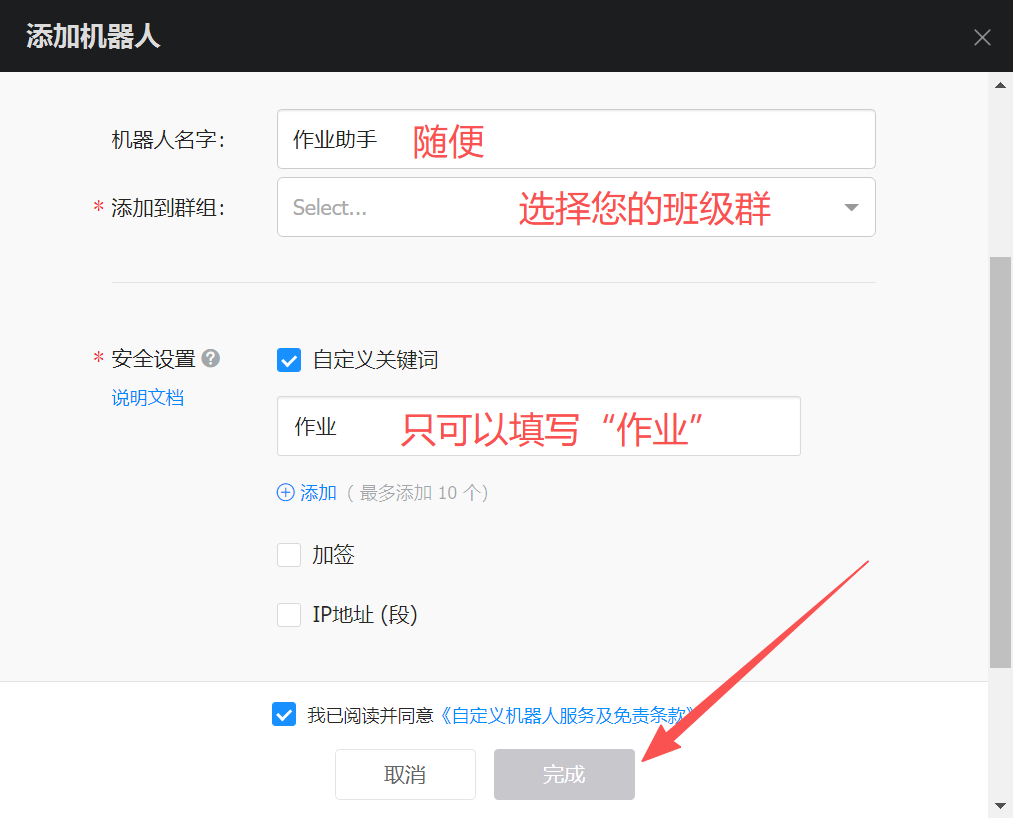 添加机器人
机器人名字: 作业助手 随便
* 添加到群组: Select... 选择您的班级群
* 安全设置 ? 自定义关键词
说明文档
作业 只可以填写“作业”
添加 ( 最多添加 10 个)
加签
IP地址 (段)
我已阅读并同意《自定义机器人服务及免责条款》
取消 完成